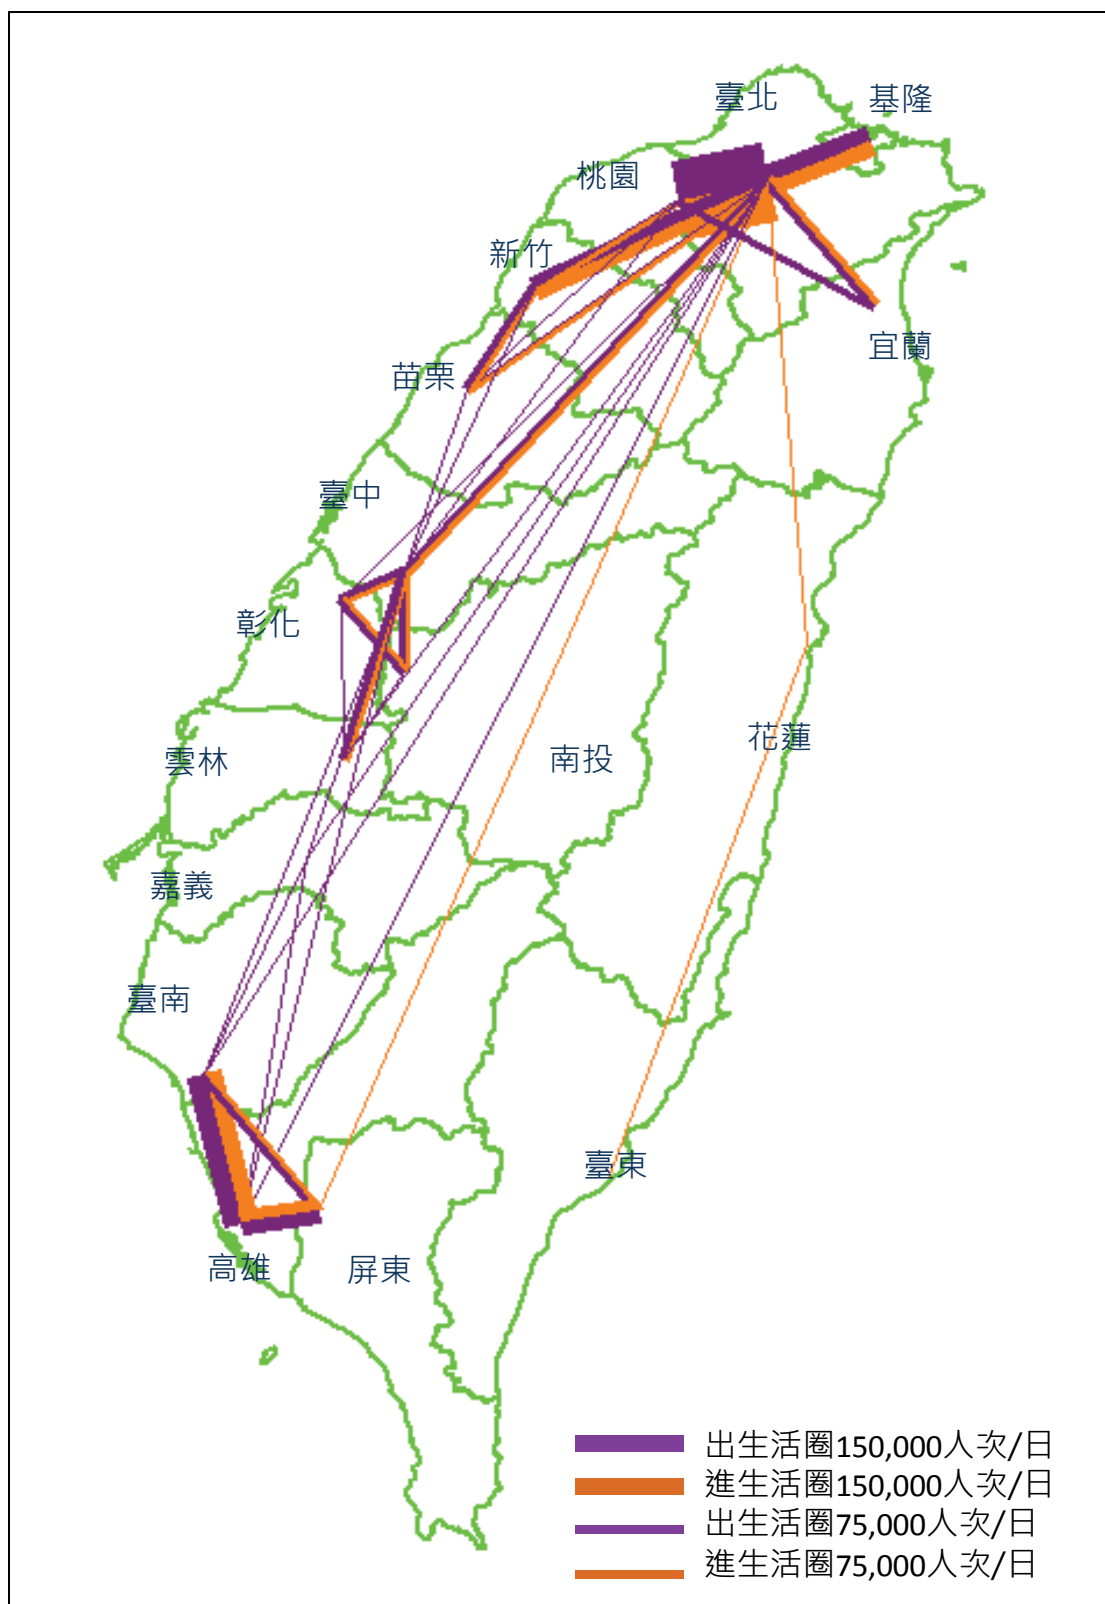 臺北
基隆
桃園
新竹
宜蘭
苗栗
臺中
彰化
花蓮
雲林
南投
嘉義
臺南
臺東
高雄
屏東
出生活圈150,000人次/日
進生活圈150,000人次/日
出生活圈75,000人次/日
進生活圈75,000人次/日